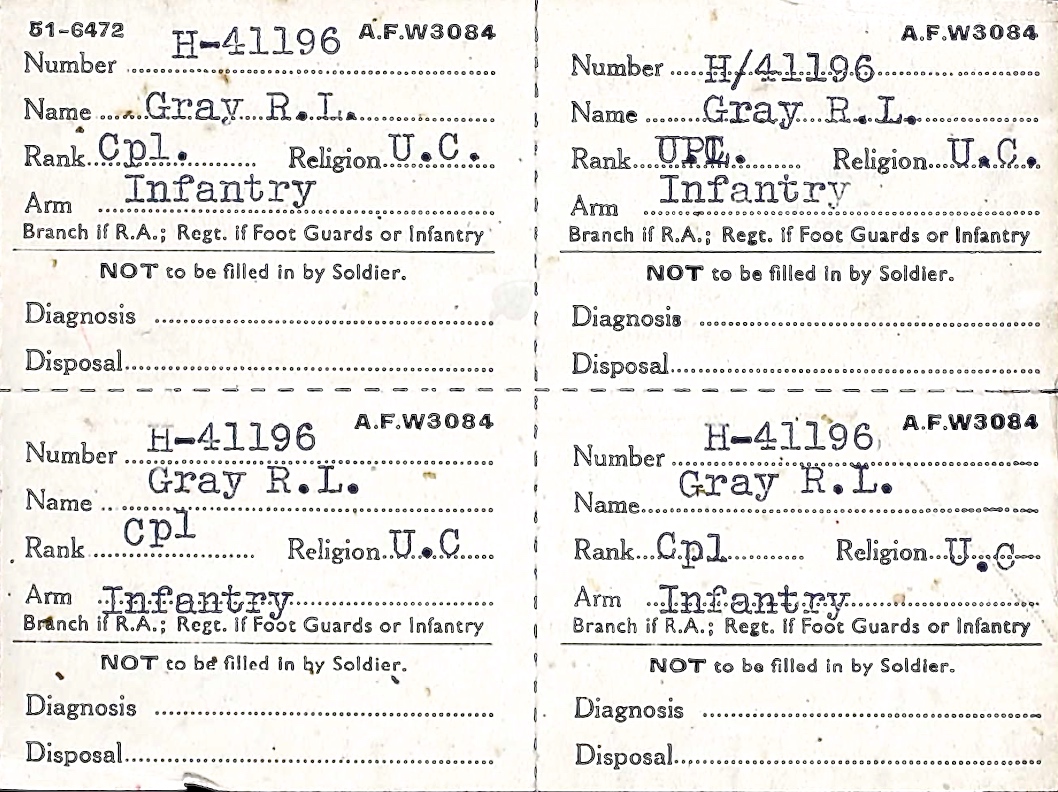 51-6472 H-41196 A.F.W3084
Number
Name Gray R.L.
Rank Cpl. Religion U.C.
Infantry
Arm
Branch if R.A.; Regt. if Foot Guards or Infantry
NOT to be filled in by Soldier.
Diagnosis
Disposal
A.F.W3084
Number H/41196
Name Gray R.L.
Rank Religion U.C.
Infantry
Arm
Branch if R.A.; Regt. if Foot Guards or Infantry
NOT to be filled in by Soldier.
Diagnosis
Disposal
A.F.W3084
Number H-41196
Gray R.L.
Name
Rank Cpl Religion U.C
Arm Infantry
Branch if R.A.; Regt. if Foot Guards or Infantry
NOT to be filled in by Soldier.
Diagnosis
Disposal
A.F.W3084
Number H-41196
Gray R.L.
Name
Rank Cpl Religion U.C
Arm Infantry
Branch if R.A.; Regt. if Foot Guards or Infantry
NOT to be filled in by Soldier.
Diagnosis
Disposal